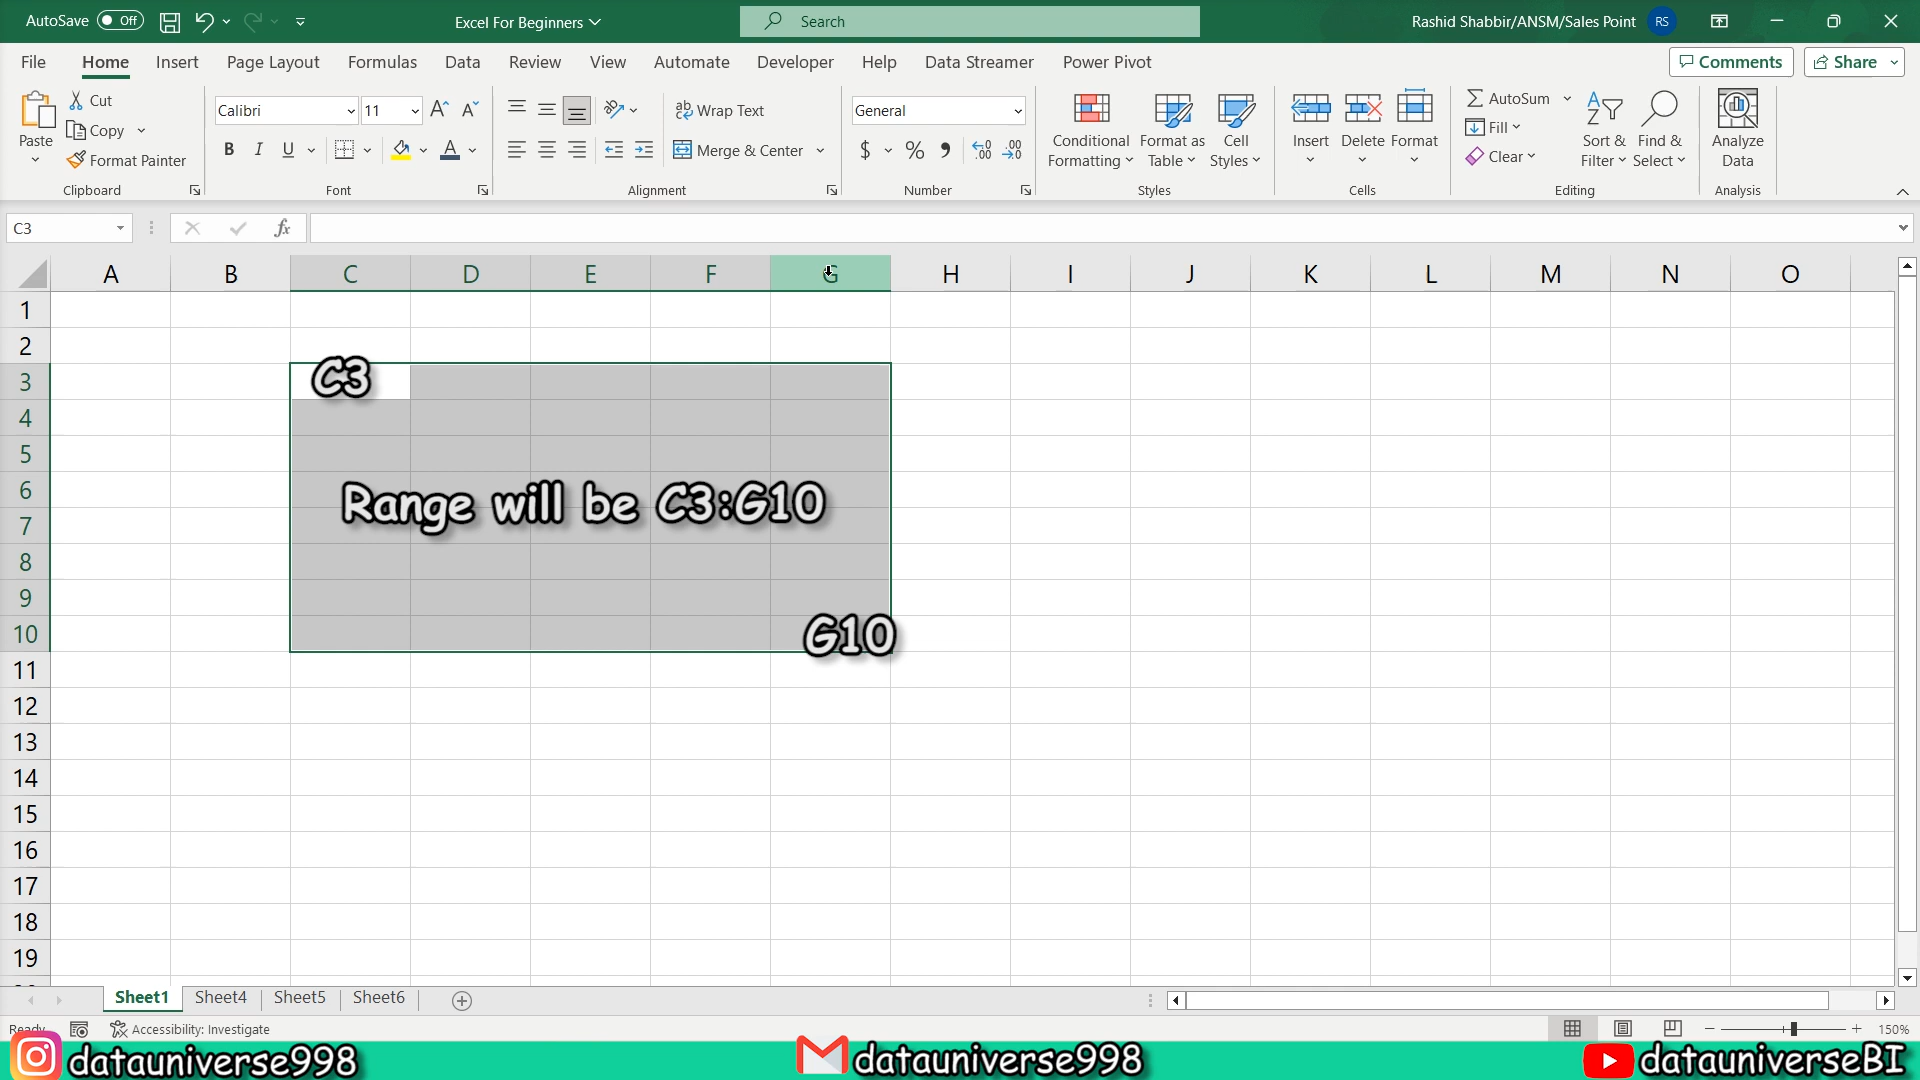 AutoSave Off Excel For Beginners Search Rashid Shabbir/ANSM/Sales Point RS
File Home Insert Page Layout Formulas Data Review View Automate Developer Help Data Streamer Power Pivot Comments Share
Paste Cut Copy Format Painter Clipboard
Calibri 11 B I U A Font
Wrap Text Merge & Center Alignment
General $ % Number
Conditional Formatting Format as Table Cell Styles Styles
Insert Delete Format Cells
AutoSum Fill Clear Sort & Filter Find & Select Editing
Analyze Data Analysis
C3 fx
A B C D E F G H I J K L M N O
1
2
3 C3
4
5
6
Range will be C3:G10
7
8
9
10 G10
11
12
13
14
15
16
17
18
19
Sheet1 Sheet4 Sheet5 Sheet6
Accessibility: Investigate 150%
datauniverse998 datauniverse998 datauniverseBI